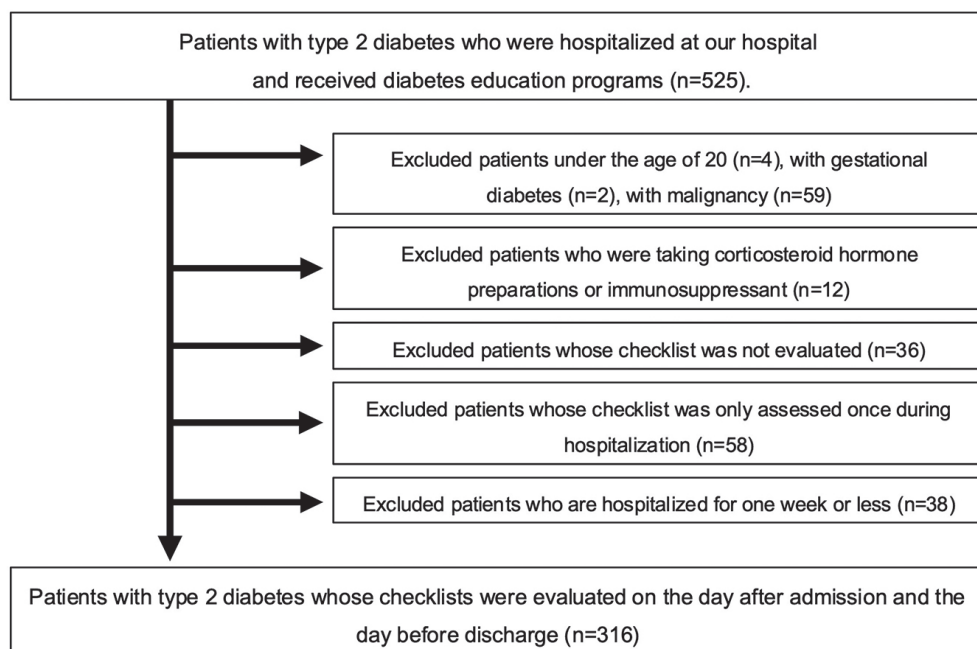 Patients with type 2 diabetes who were hospitalized at our hospital
and received diabetes education programs (n=525).
Excluded patients under the age of 20 (n=4), with gestational
diabetes (n=2), with malignancy (n=59)
Excluded patients who were taking corticosteroid hormone
preparations or immunosuppressant (n=12)
Excluded patients whose checklist was not evaluated (n=36)
Excluded patients whose checklist was only assessed once during
hospitalization (n=58)
Excluded patients who are hospitalized for one week or less (n=38)
Patients with type 2 diabetes whose checklists were evaluated on the day after admission and the
day before discharge (n=316)